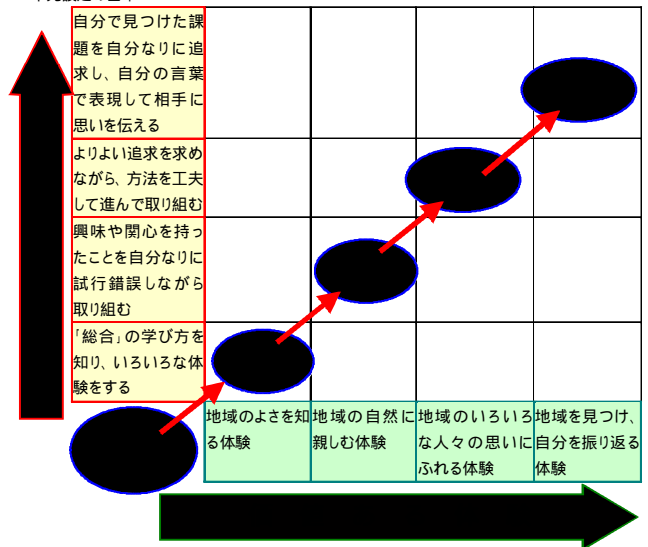 自分で見つけた課
題を自分なりに追
求し、自分の言葉
で表現して相手に
思いを伝える
よりよい追求を求め
ながら、方法を工夫
して進んで取り組む
興味や関心を持っ
たことを自分なりに
試行錯誤しながら
取り組む
「総合」の学び方を
知り、いろいろな体
験をする
地域のよさを知
る体験
地域の自然に
親しむ体験
地域のいろいろ
な人々の思いに
ふれる体験
地域を見つけ、
自分を振り返る
体験